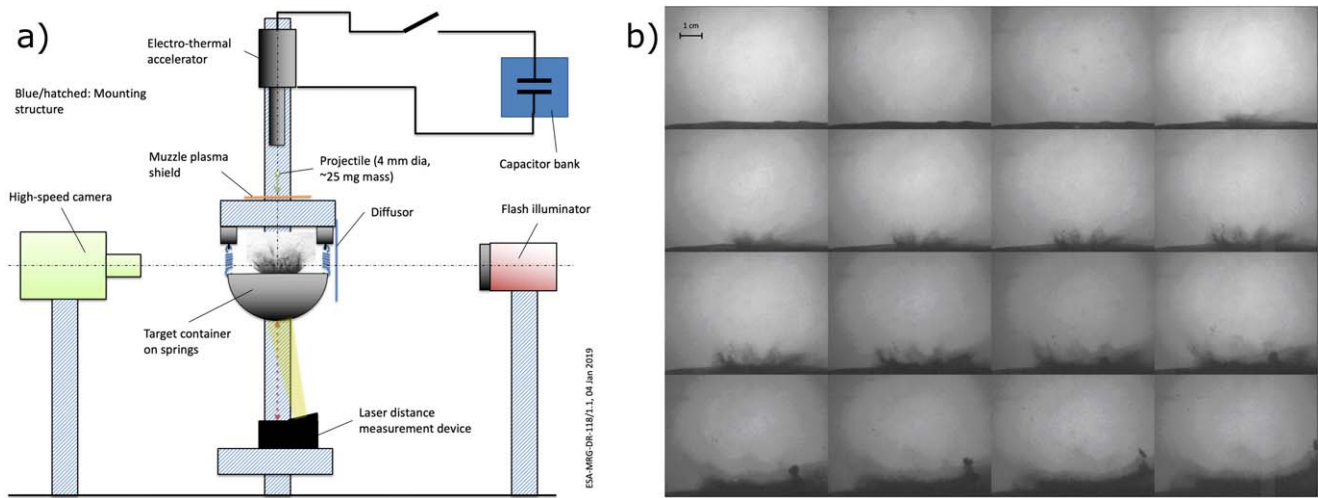 a)
Electro-thermal
accelerator
Blue/hatched: Mounting
structure
Capacitor bank
Muzzle plasma
shield
Projectile (4 mm dia,
~25 mg mass)
High-speed camera
Diffusor
Flash illuminator
Target container
on springs
Laser distance
measurement device
ESA-MRG-DR-118/1.1, 04 Jan 2019
b)
1 cm